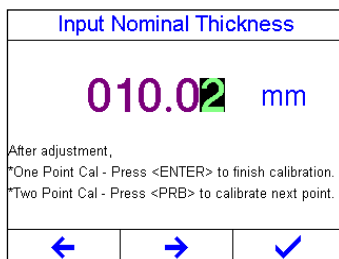 Input Nominal Thickness
010.02 mm
After adjustment,
*One Point Cal - Press <ENTER> to finish calibration.
*Two Point Cal - Press <PRB> to calibrate next point.